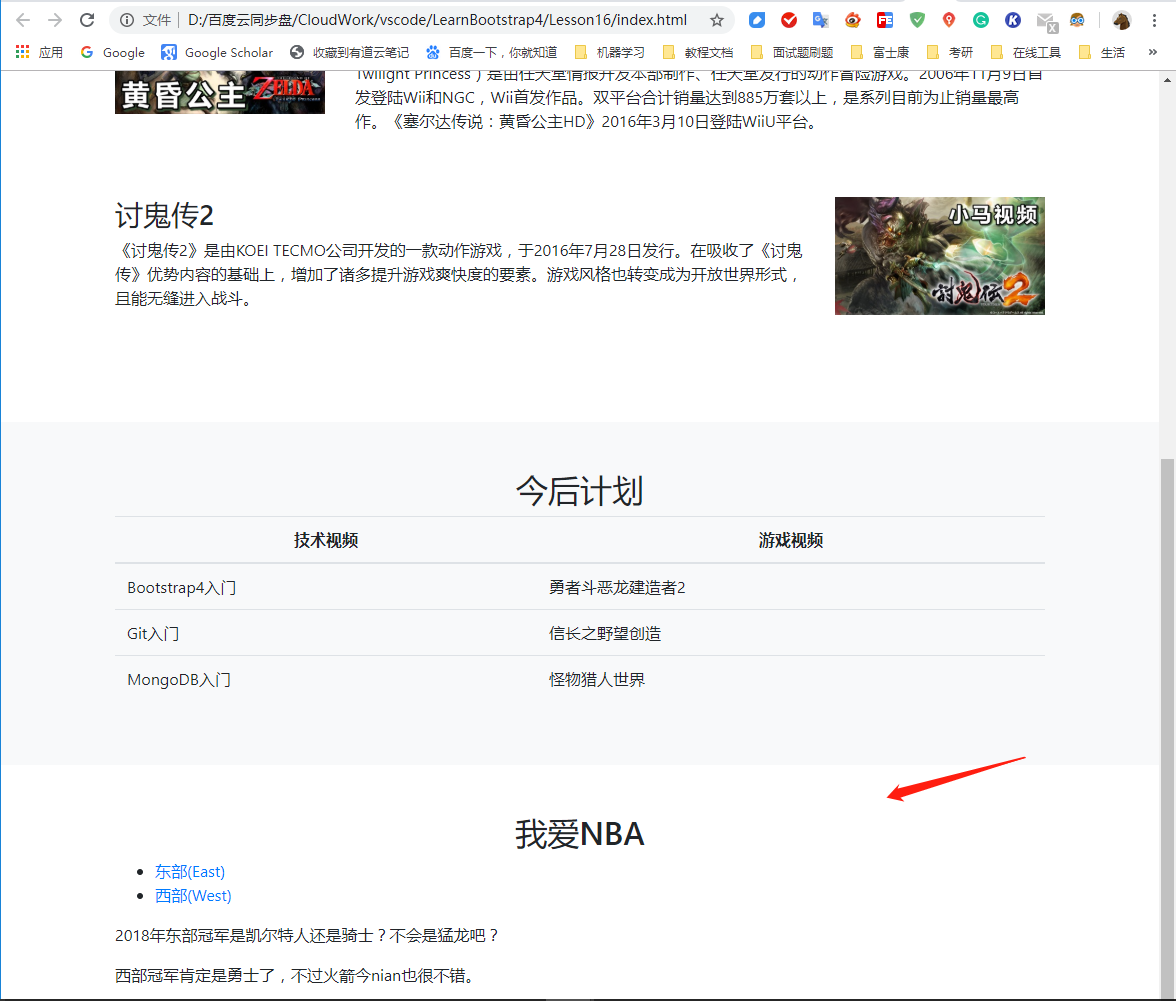 文件 D:/百度云同步盘/CloudWork/vscode/LearnBootstrap4/Lesson16/index.html
应用 Google Google Scholar 收藏到有道云笔记 百度一下，你就知道 机器学习 教程文档 面试题刷题 富士康 考研 在线工具 生活 »
黄昏公主 ZELDA
Twilight Princess）是由任天堂情报开发本部制作、任天堂发行的动作冒险游戏。2006年11月9日首
发登陆Wii和NGC，Wii首发作品。双平台合计销量达到885万套以上，是系列目前为止销量最高
作。《塞尔达传说：黄昏公主HD》2016年3月10日登陆WiiU平台。
讨鬼传2
《讨鬼传2》是由KOEI TECMO公司开发的一款动作游戏，于2016年7月28日发行。在吸收了《讨鬼
传》优势内容的基础上，增加了诸多提升游戏爽快度的要素。游戏风格也转变成为开放世界形式，
且能无缝进入战斗。
小马视频
討鬼伝2
今后计划
技术视频 游戏视频
Bootstrap4入门 勇者斗恶龙建造者2
Git入门 信长之野望创造
MongoDB入门 怪物猎人世界
我爱NBA
东部(East)
西部(West)
2018年东部冠军是凯尔特人还是骑士？不会是猛龙吧？
西部冠军肯定是勇士了，不过火箭今nian也很不错。